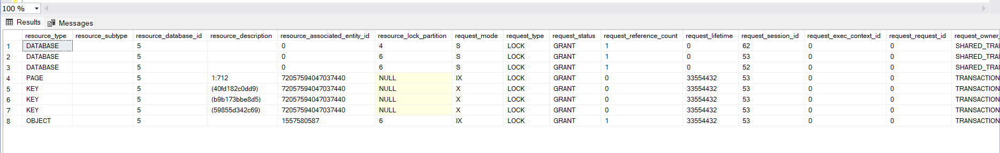 100 %
Results Messages
resource_type resource_subtype resource_database_id resource_description resource_associated_entity_id resource_lock_partition request_mode request_type request_status request_reference_count request_lifetime request_session_id request_exec_context_id request_request_id request_owner_
1 DATABASE 5 0 4 S LOCK GRANT 1 0 62 0 0 SHARED_TRA
2 DATABASE 5 0 6 S LOCK GRANT 1 0 53 0 0 SHARED_TRA
3 DATABASE 5 0 6 S LOCK GRANT 1 0 52 0 0 SHARED_TRA
4 PAGE 5 1:712 72057594047037440 NULL IX LOCK GRANT 0 33554432 53 0 0 TRANSACTION
5 KEY 5 (40fd182c0dd9) 72057594047037440 NULL X LOCK GRANT 0 33554432 53 0 0 TRANSACTION
6 KEY 5 (b9b173bbe8d5) 72057594047037440 NULL X LOCK GRANT 0 33554432 53 0 0 TRANSACTION
7 KEY 5 (59855d342c69) 72057594047037440 NULL X LOCK GRANT 0 33554432 53 0 0 TRANSACTION
8 OBJECT 5 1557580587 6 IX LOCK GRANT 1 33554432 53 0 0 TRANSACTION